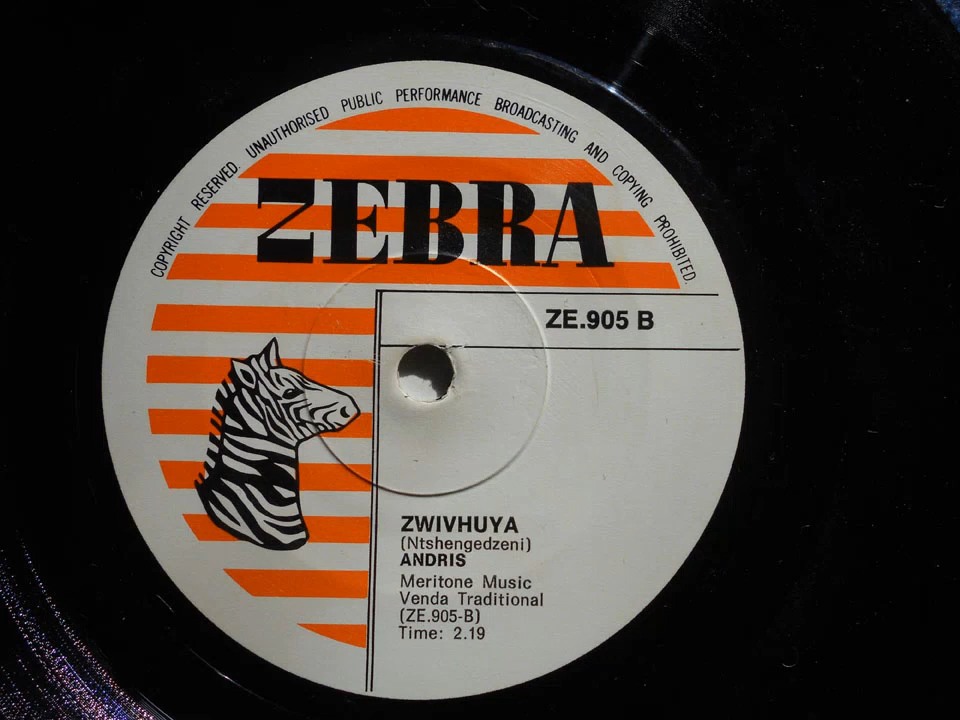 COPYRIGHT RESERVED. UNAUTHORISED PUBLIC PERFORMANCE BROADCASTING AND COPYING PROHIBITED.
ZEBRA
ZE.905 B
ZWIVHUYA
(Ntshengedzeni)
ANDRIS
Meritone Music
Venda Traditional
(ZE.905-B)
Time: 2.19